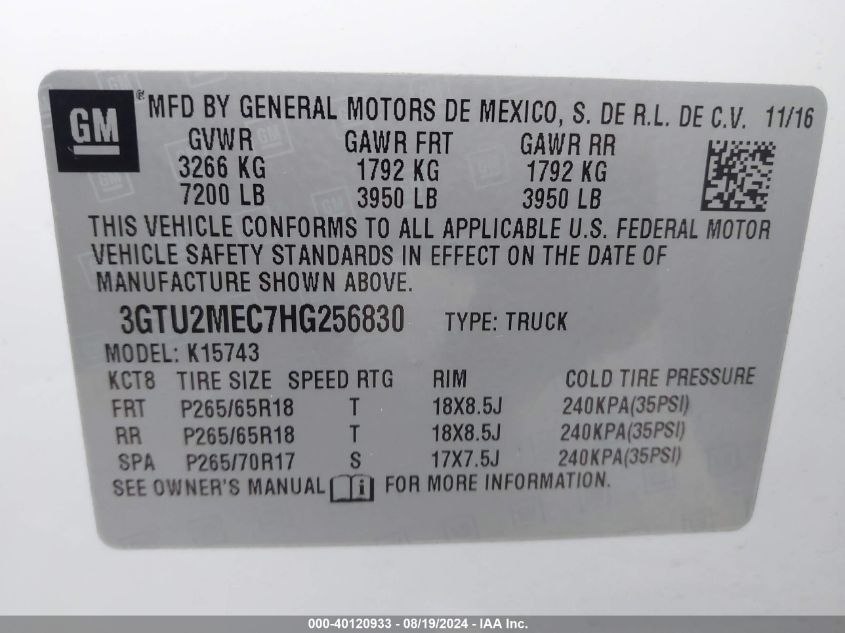 GM ® MFD BY GENERAL MOTORS DE MEXICO, S. DE R.L. DE C.V. 11/16
GVWR GAWR FRT GAWR RR
3266 KG 1792 KG 1792 KG
7200 LB 3950 LB 3950 LB
THIS VEHICLE CONFORMS TO ALL APPLICABLE U.S. FEDERAL MOTOR
VEHICLE SAFETY STANDARDS IN EFFECT ON THE DATE OF
MANUFACTURE SHOWN ABOVE.
3GTU2MEC7HG256830 TYPE: TRUCK
MODEL: K15743
KCT8 TIRE SIZE SPEED RTG RIM COLD TIRE PRESSURE
FRT P265/65R18 T 18X8.5J 240KPA(35PSI)
RR P265/65R18 T 18X8.5J 240KPA(35PSI)
SPA P265/70R17 S 17X7.5J 240KPA(35PSI)
SEE OWNER'S MANUAL i FOR MORE INFORMATION.
000-40120933 - 08/19/2024 - IAA Inc.